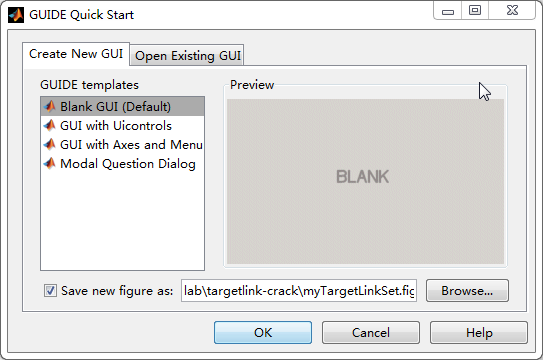 GUIDE Quick Start
Create New GUI
Open Existing GUI
GUIDE templates
Blank GUI (Default)
GUI with Uicontrols
GUI with Axes and Menu
Modal Question Dialog
Preview
BLANK
Save new figure as:
lab\targetlink-crack\myTargetLinkSet.fig
Browse...
OK
Cancel
Help